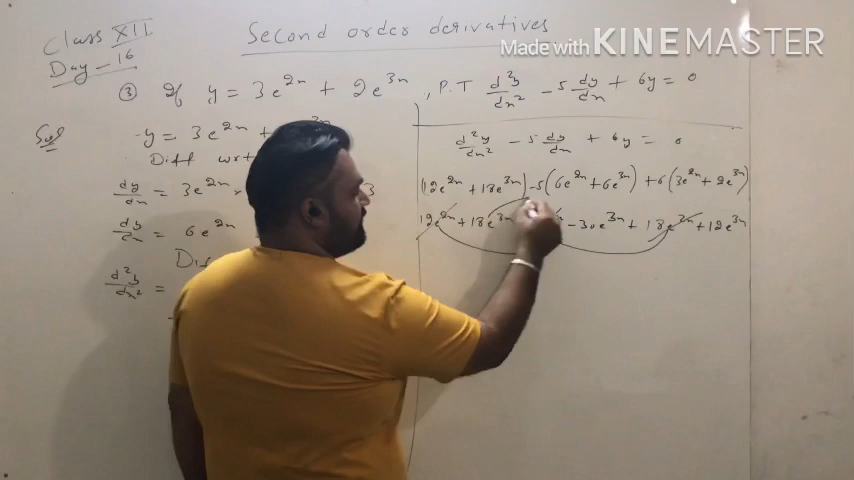 Class XII
Second order derivatives
Made with KINEMASTER
Day - 16
③ If y = 3e^2x + 2e^3x , P.T d²y/dx² - 5 dy/dx + 6y = 0
Sol
y = 3e^2x +
Diff wrt
dy/dx = 3e^2x . 3
dy/dx = 6e^2x
d²y/dx² =
d²y/dx² - 5 dy/dx + 6y = 0
(12e^2x + 18e^3x) - 5(6e^2x + 6e^3x) + 6(3e^2x + 2e^3x)
12e^2x + 18e^3x - 30e^3x + 18e^2x + 12e^3x